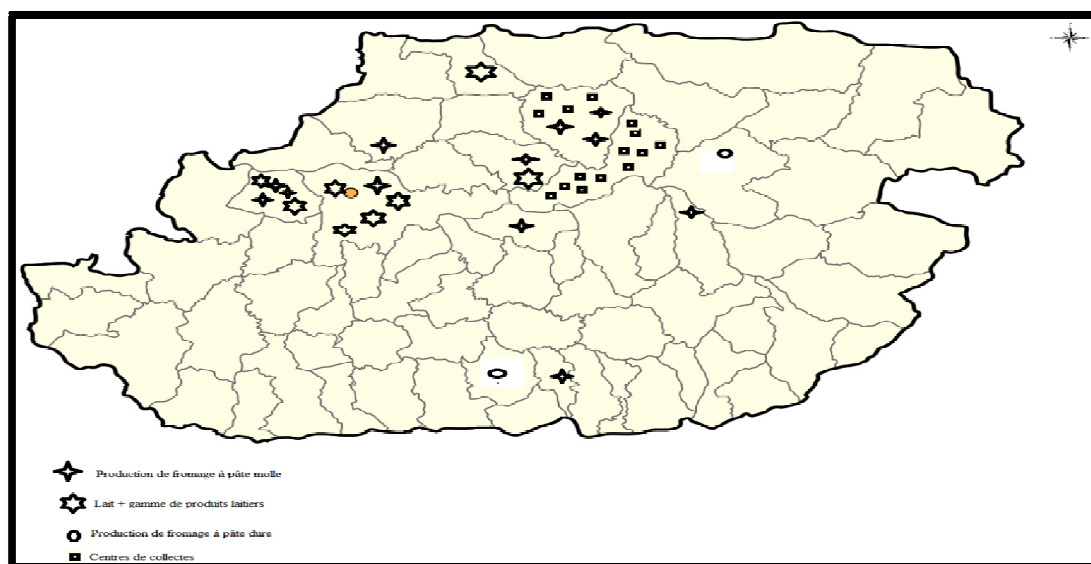 Production de fromage à pâte molle
Lait + gamme de produits laitiers
Production de fromage à pâte dure
Centres de collectes